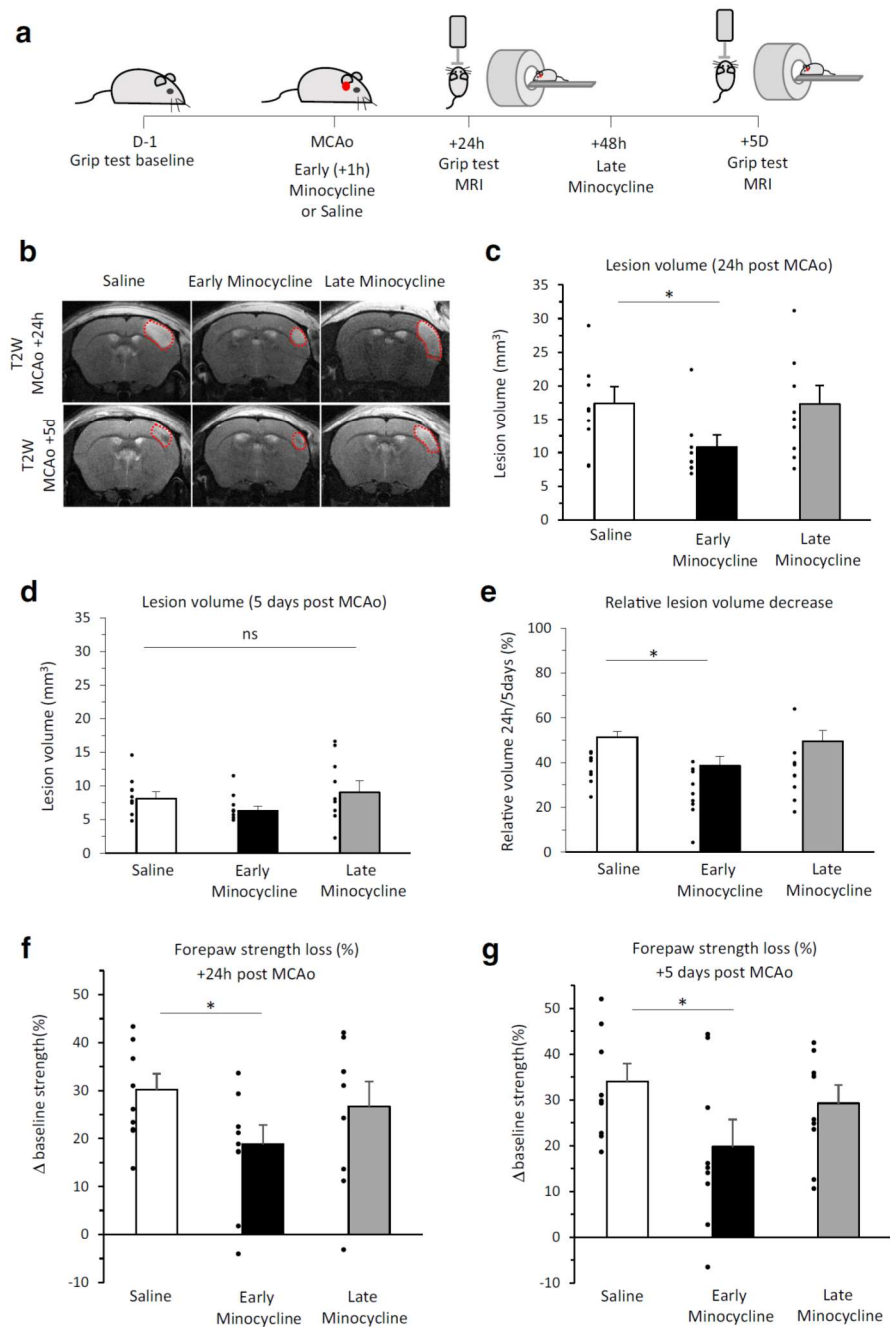 a
D-1
Grip test baseline
MCAo
Early (+1h)
Minocycline
or Saline
+24h
Grip test
MRI
+48h
Late
Minocycline
+5D
Grip test
MRI
b
Saline
Early Minocycline
Late Minocycline
T2W
MCAo +24h
T2W
MCAo +5d
c
Lesion volume (24h post MCAo)
Lesion volume (mm³)
35
30
25
20
15
10
5
0
*
Saline
Early
Minocycline
Late
Minocycline
d
Lesion volume (5 days post MCAo)
Lesion volume (mm³)
35
30
25
20
15
10
5
0
ns
Saline
Early
Minocycline
Late
Minocycline
e
Relative lesion volume decrease
Relative volume 24h/5days (%)
100
80
60
40
20
0
*
Saline
Early
Minocycline
Late
Minocycline
f
Forepaw strength loss (%)
+24h post MCAo
Δ baseline strength(%)
50
40
30
20
10
0
-10
*
Saline
Early
Minocycline
Late
Minocycline
g
Forepaw strength loss (%)
+5 days post MCAo
Δ baseline strength(%)
50
40
30
20
10
0
-10
*
Saline
Early
Minocycline
Late
Minocycline